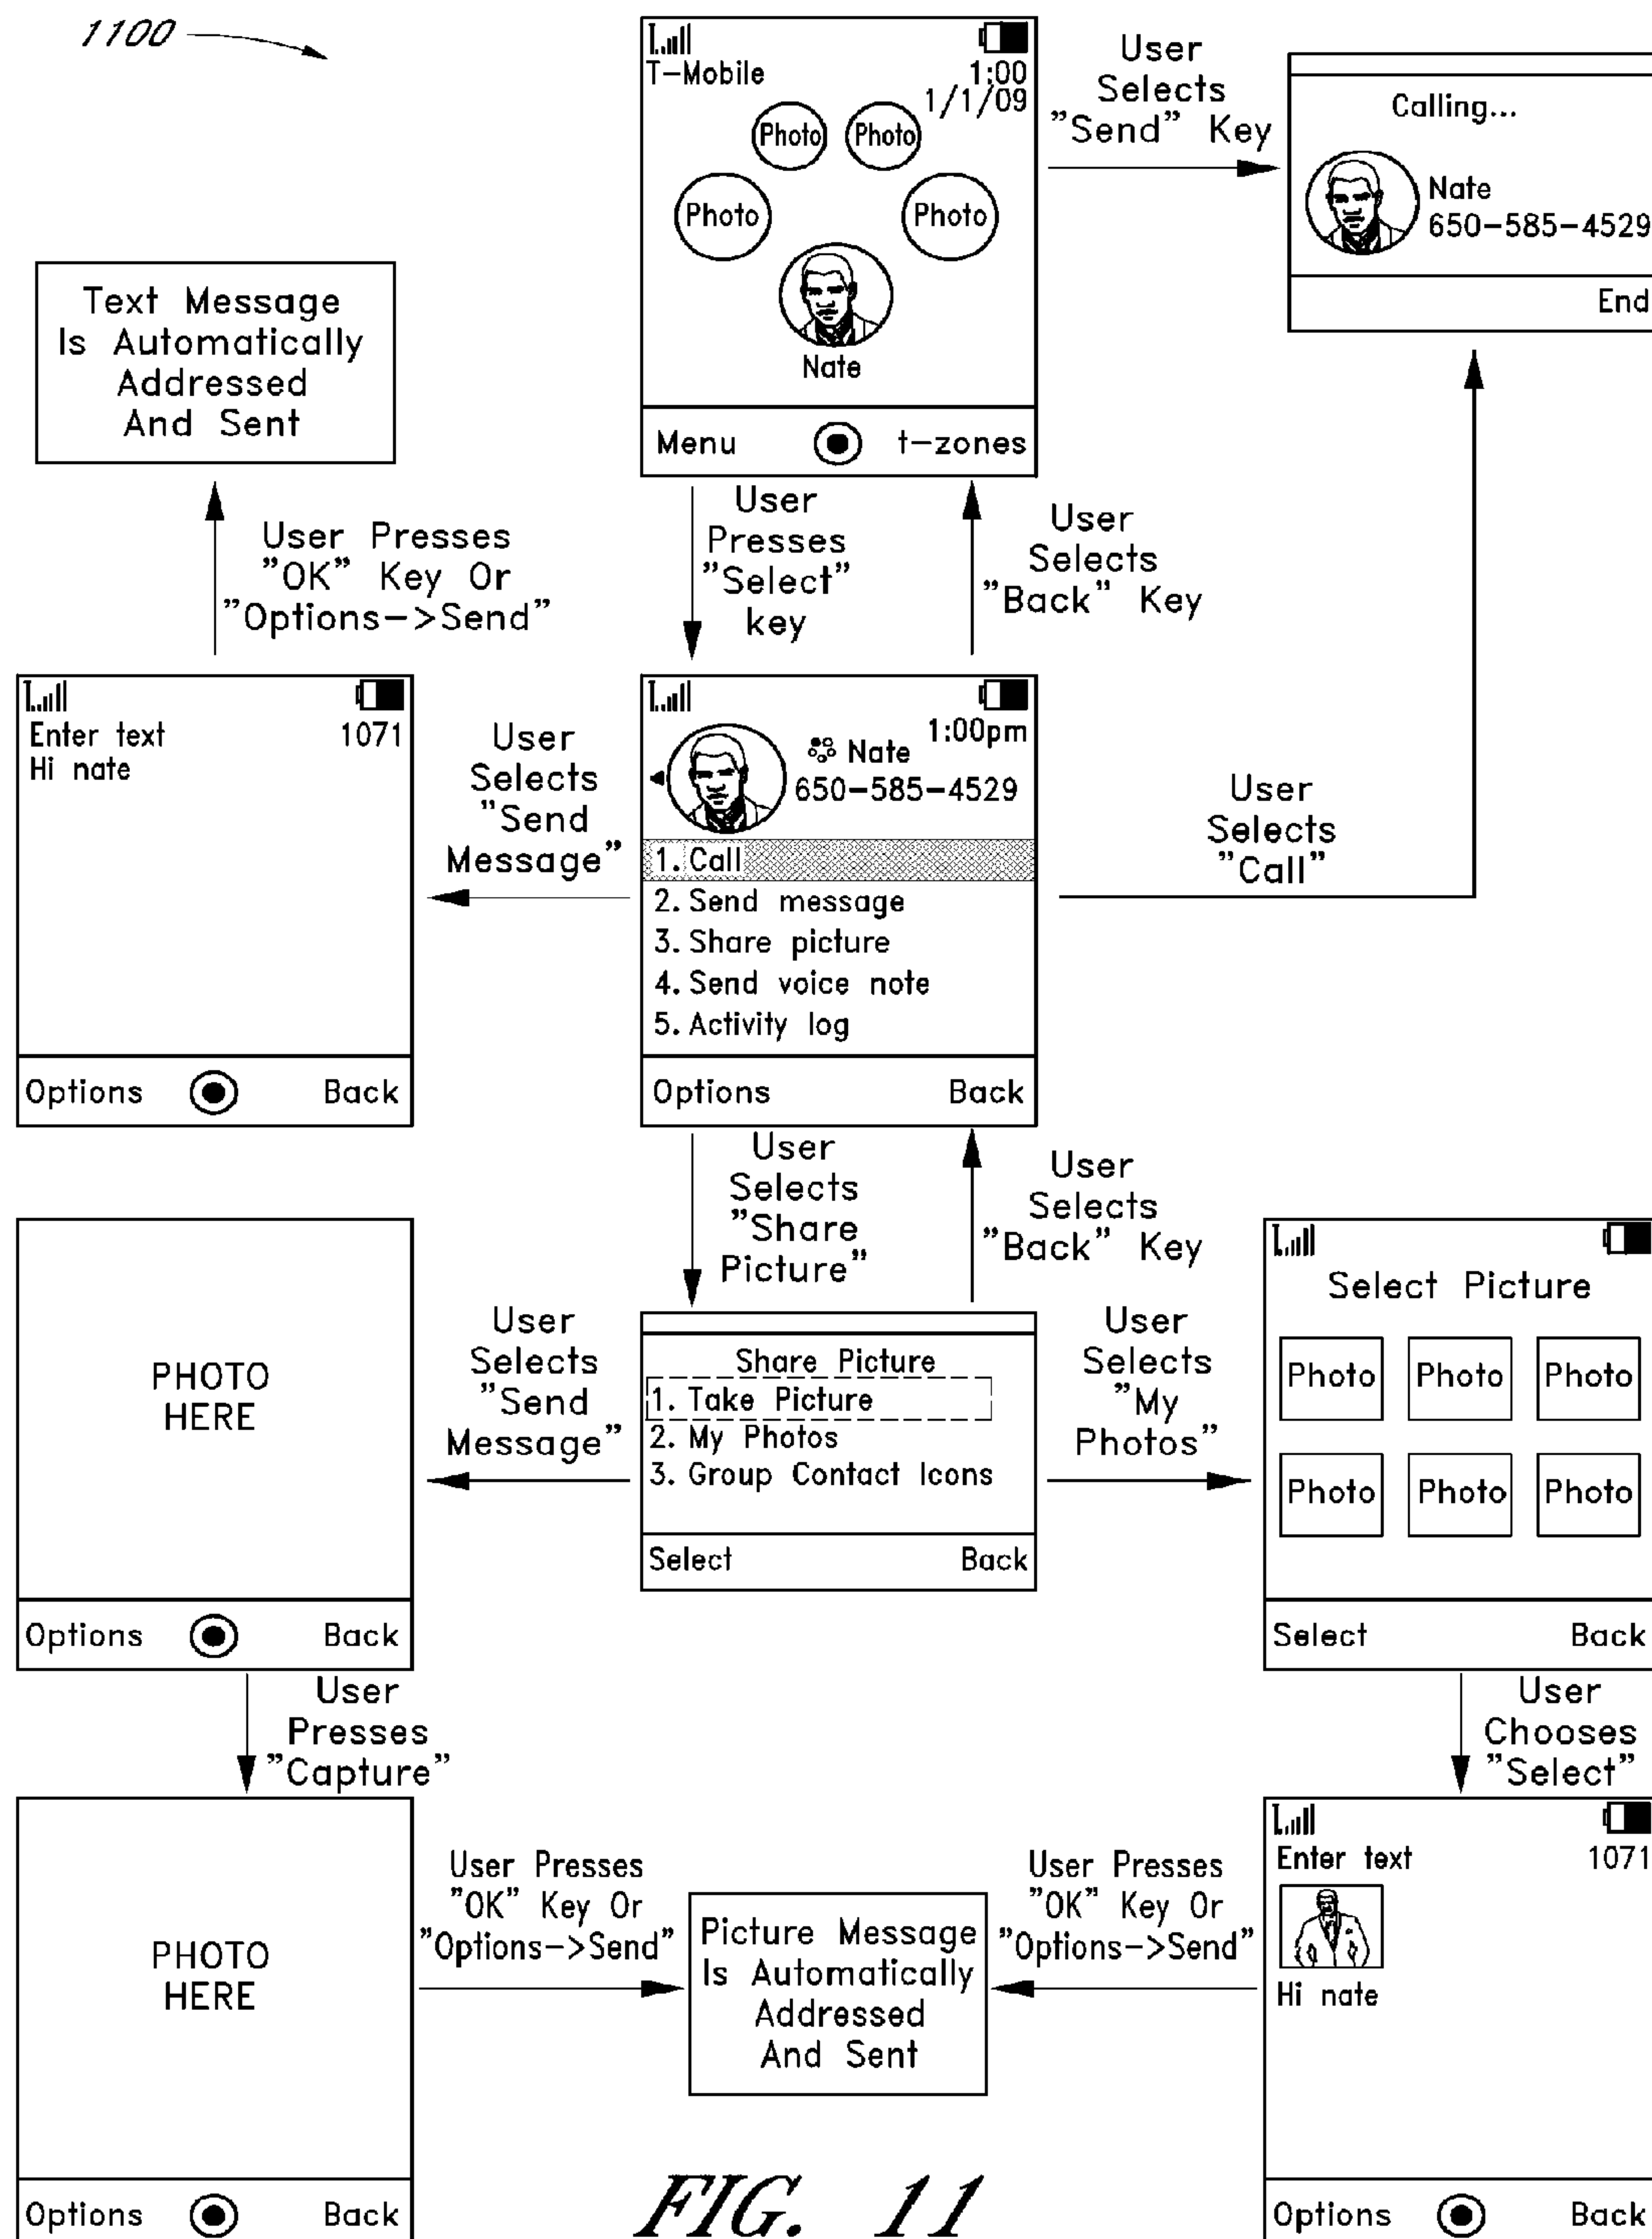 1100
T-Mobile
1:00
1/1/09
Photo
Photo
Photo
Photo
Nate
Menu
t-zones
User
Selects
"Send" Key
Calling...
Nate
650-585-4529
End
Text Message
Is Automatically
Addressed
And Sent
User Presses
"OK" Key Or
"Options->Send"
User
Presses
"Select"
key
User
Selects
"Back" Key
Enter text
1071
Hi nate
Options
Back
User
Selects
"Send
Message"
1:00pm
Nate
650-585-4529
1. Call
2. Send message
3. Share picture
4. Send voice note
5. Activity log
Options
Back
User
Selects
"Call"
User
Selects
"Share
Picture"
User
Selects
"Back" Key
PHOTO
HERE
Options
Back
User
Selects
"Send
Message"
Share Picture
1. Take Picture
2. My Photos
3. Group Contact Icons
Select
Back
User
Selects
"My
Photos"
Select Picture
Photo
Photo
Photo
Photo
Photo
Photo
Select
Back
User
Presses
"Capture"
User
Chooses
"Select"
PHOTO
HERE
Options
Back
User Presses
"OK" Key Or
"Options->Send"
Picture Message
Is Automatically
Addressed
And Sent
User Presses
"OK" Key Or
"Options->Send"
Enter text
1071
Hi nate
Options
Back
FIG. 11